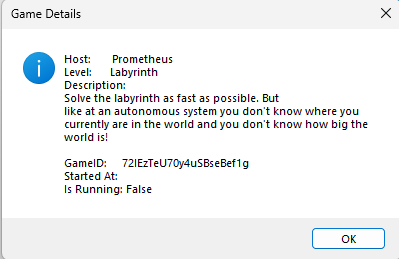 Game Details
Host: Prometheus
Level: Labyrinth
Description:
Solve the labyrinth as fast as possible. But
like at an autonomous system you don't know where you
currently are in the world and you don't know how big the
world is!
GameID: 72IEzTeU70y4uSBseBef1g
Started At:
Is Running: False
OK